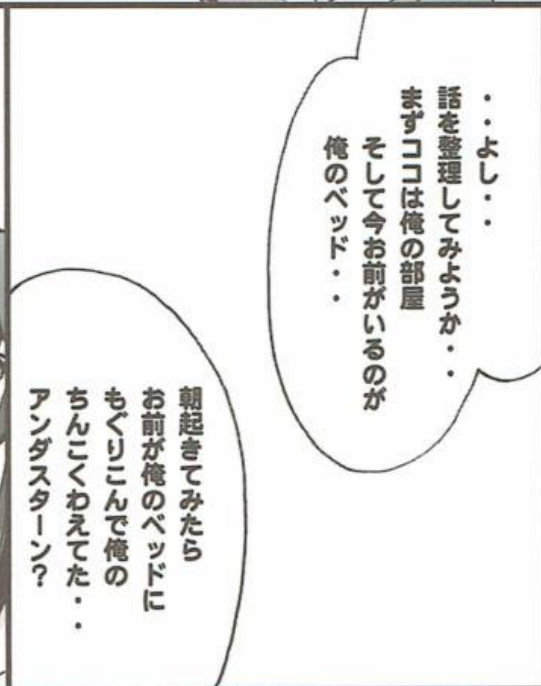 ・・よし・・
話を整理してみようか・・
まずココは俺の部屋
そして今お前がいるのが
俺のベッド・・
朝起きてみたら
お前が俺のベッドに
もぐりこんで俺の
ちんこくわえてた・・
アンダスターン?